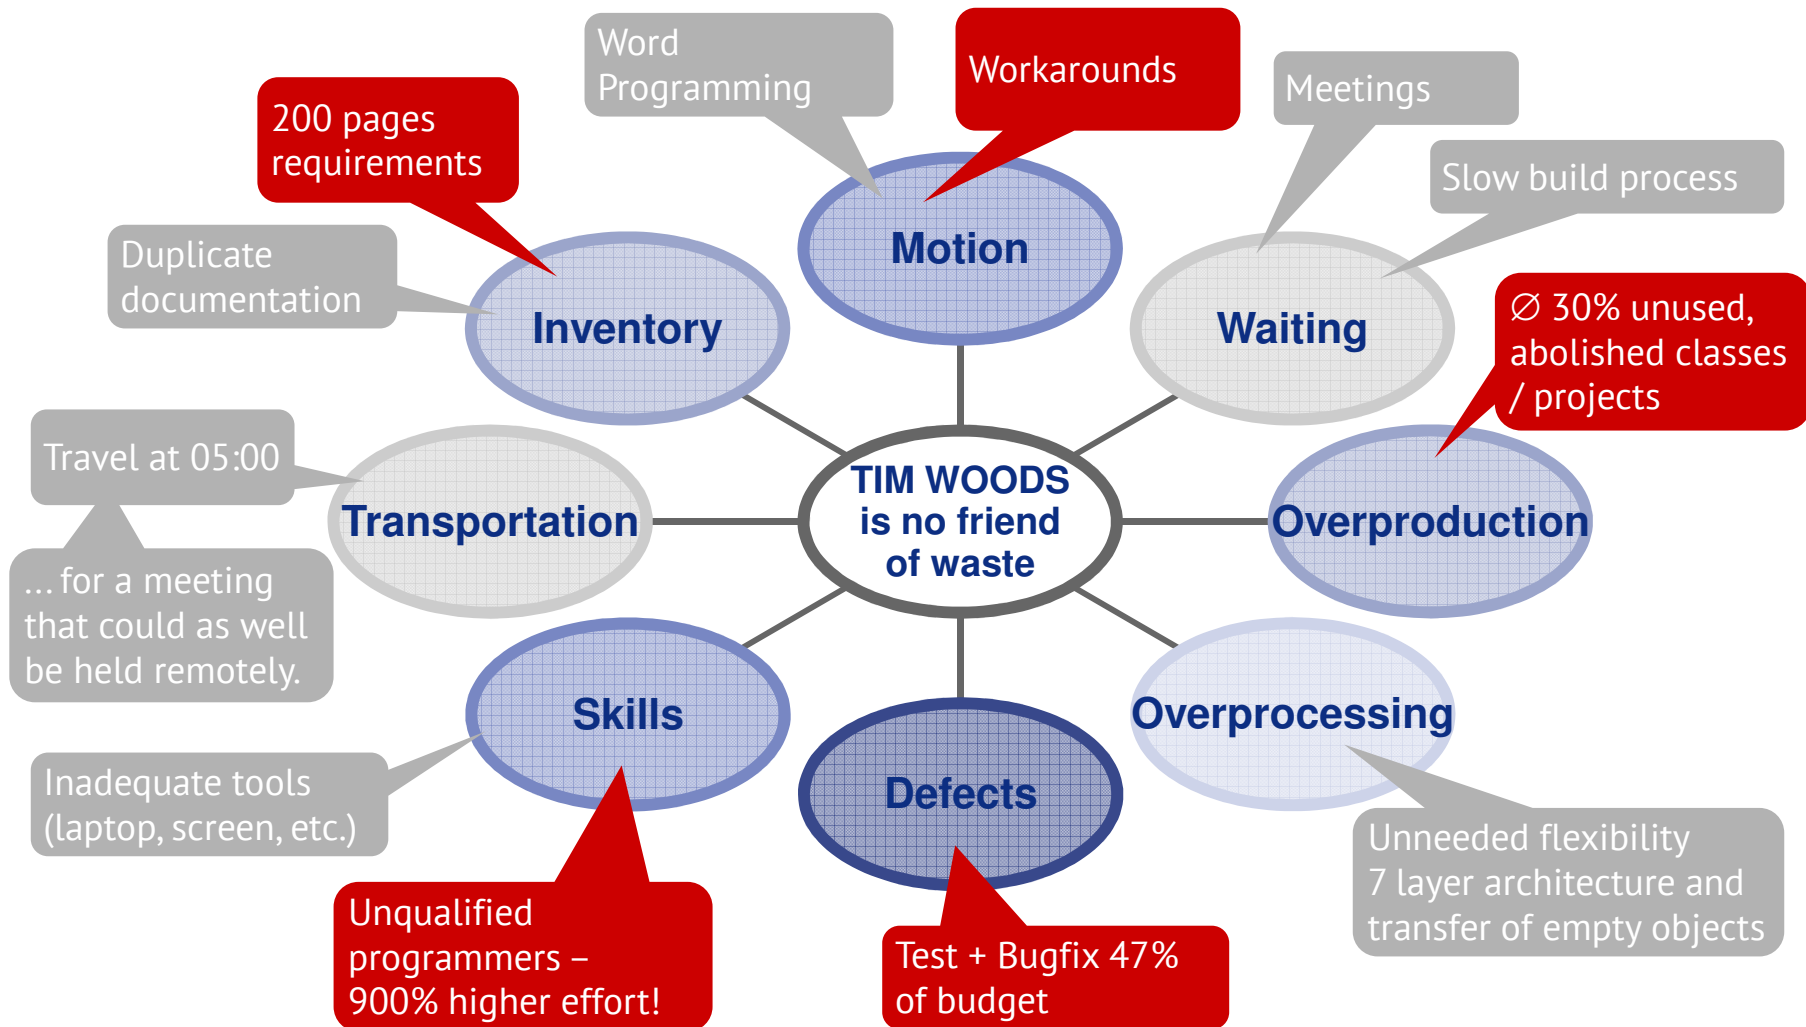 Word
Programming
Workarounds
Meetings
200 pages
requirements
Slow build process
Duplicate
documentation
Motion
Inventory
Waiting
∅ 30% unused,
abolished classes
/ projects
Travel at 05:00
Transportation
TIM WOODS
is no friend
of waste
Overproduction
... for a meeting
that could as well
be held remotely.
Skills
Overprocessing
Defects
Inadequate tools
(laptop, screen, etc.)
Unneeded flexibility
7 layer architecture and
transfer of empty objects
Unqualified
programmers –
900% higher effort!
Test + Bugfix 47%
of budget